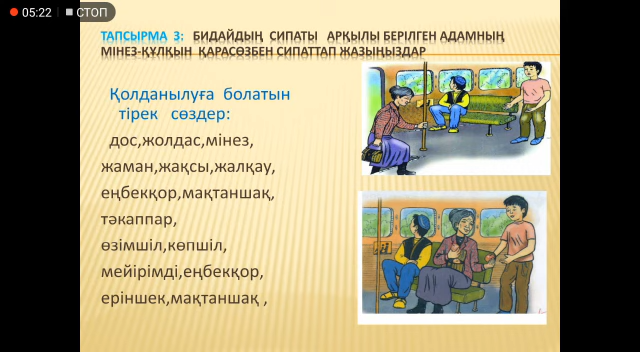 05:22 СТОП
ТАПСЫРМА 3: БИДАЙДЫҢ СИПАТЫ АРҚЫЛЫ БЕРІЛГЕН АДАМНЫҢ
МІНЕЗ-ҚҰЛҚЫН ҚАРАСӨЗБЕН СИПАТТАП ЖАЗЫҢЫЗДАР
Қолданылуға болатын
тірек сөздер:
дос,жолдас,мінез,
жаман,жақсы,жалқау,
еңбекқор,мақтаншақ,
тәкаппар,
өзімшіл,көпшіл,
мейірімді,еңбекқор,
еріншек,мақтаншақ ,